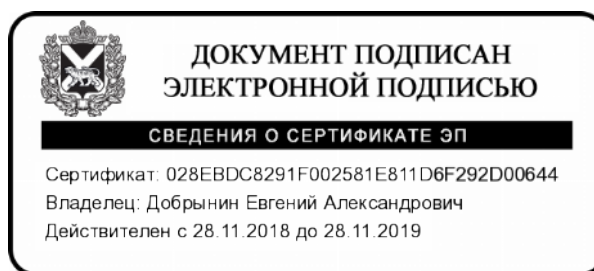 ДОКУМЕНТ ПОДПИСАН
ЭЛЕКТРОННОЙ ПОДПИСЬЮ
СВЕДЕНИЯ О СЕРТИФИКАТЕ ЭП
Сертификат: 028EBDC8291F002581E811D6F292D00644
Владелец: Добрынин Евгений Александрович
Действителен с 28.11.2018 до 28.11.2019